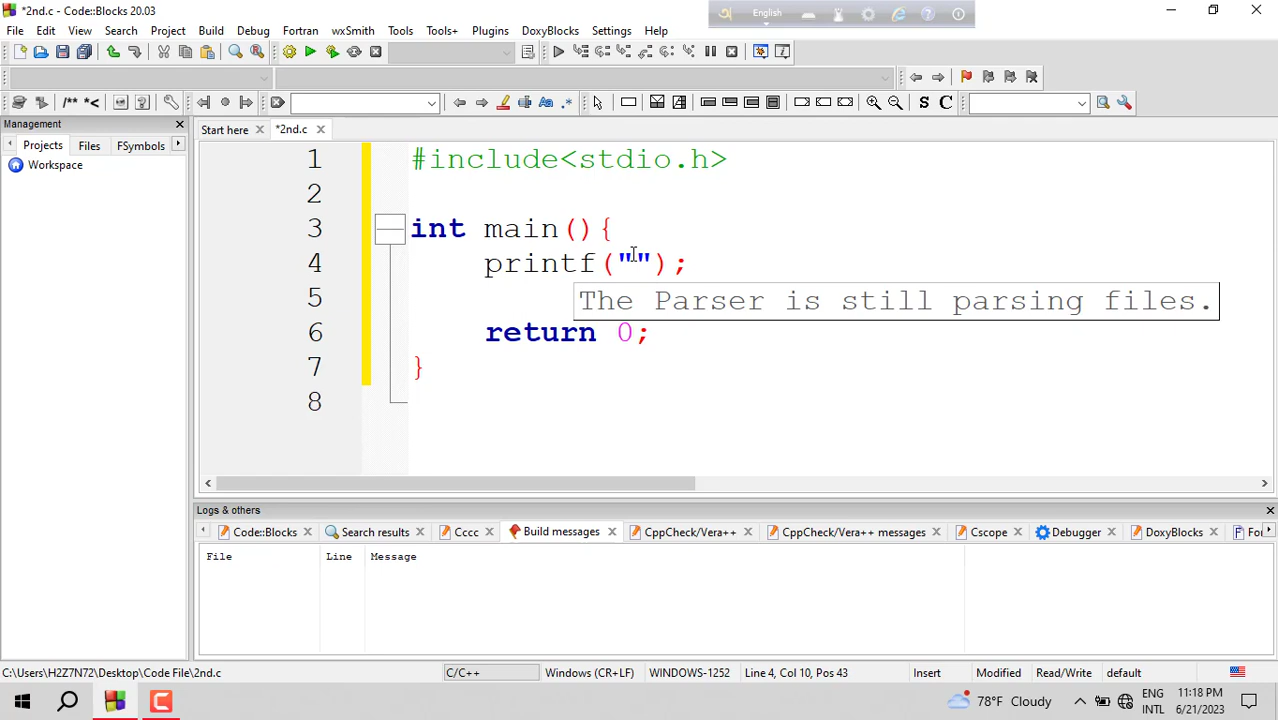 *2nd.c - Code::Blocks 20.03
English
File Edit View Search Project Build Debug Fortran wxSmith Tools Tools+ Plugins DoxyBlocks Settings Help
/** *<
Aa .*
S C
Management
Projects Files FSymbols
Workspace
Start here *2nd.c
1 #include<stdio.h>
2
3 int main(){
4 printf("");
5 The Parser is still parsing files.
6 return 0;
7 }
8
Logs & others
Code::Blocks Search results Cccc Build messages CppCheck/Vera++ CppCheck/Vera++ messages Cscope Debugger DoxyBlocks For
File Line Message
C:\Users\H2Z7N72\Desktop\Code File\2nd.c C/C++ Windows (CR+LF) WINDOWS-1252 Line 4, Col 10, Pos 43 Insert Modified Read/Write default
78°F Cloudy
ENG
INTL
11:18 PM
6/21/2023